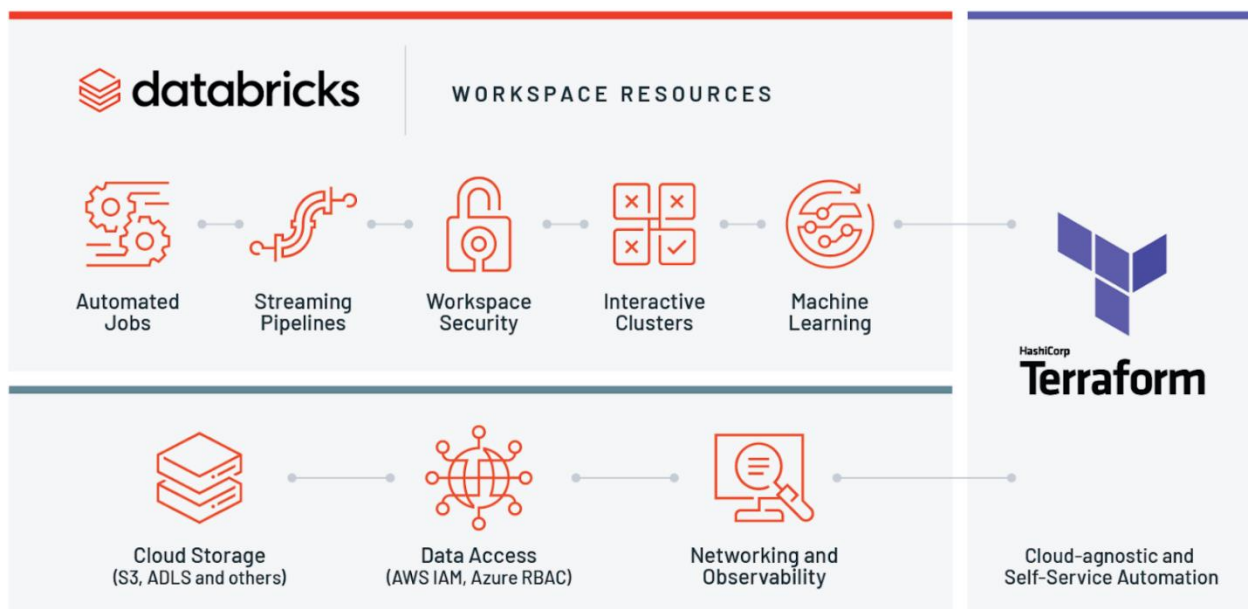 databricks
WORKSPACE RESOURCES
Automated
Jobs
Streaming
Pipelines
Workspace
Security
Interactive
Clusters
Machine
Learning
HashiCorp
Terraform
Cloud Storage
(S3, ADLS and others)
Data Access
(AWS IAM, Azure RBAC)
Networking and
Observability
Cloud-agnostic and
Self-Service Automation